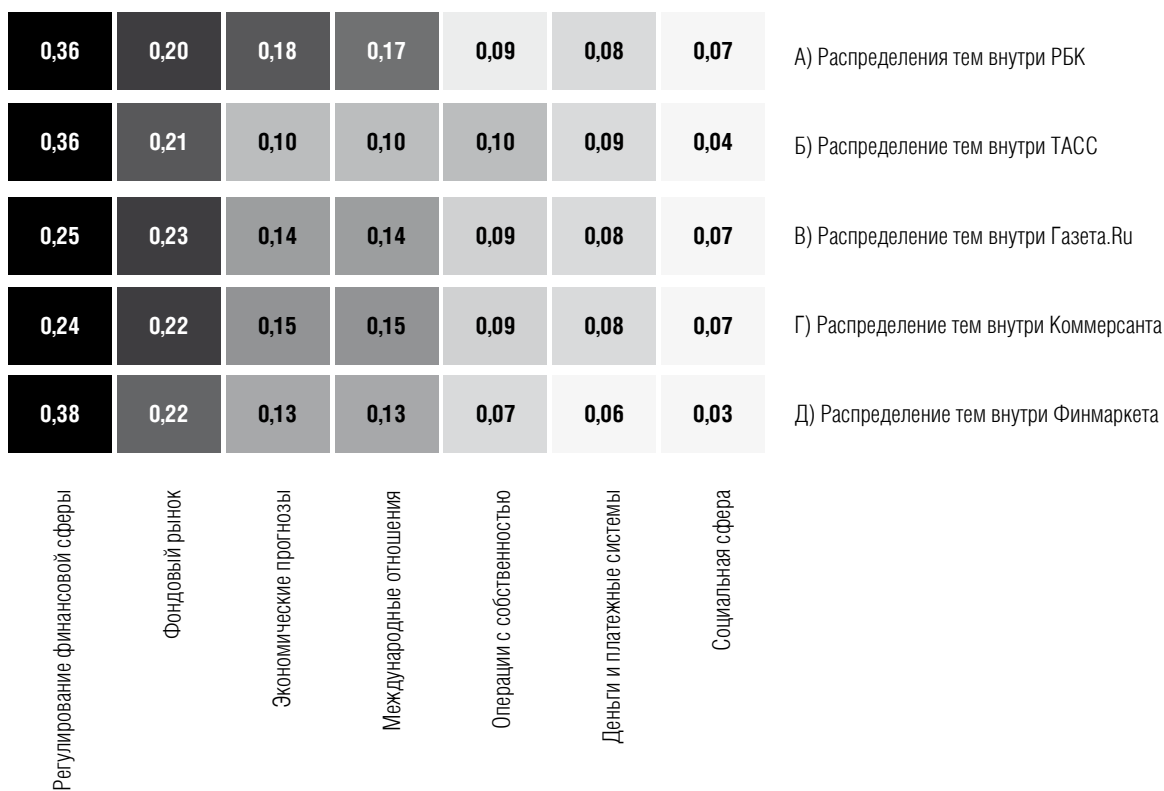 0,36 0,20 0,18 0,17 0,09 0,08 0,07 А) Распределения тем внутри РБК
0,36 0,21 0,10 0,10 0,10 0,09 0,04 Б) Распределение тем внутри ТАСС
0,25 0,23 0,14 0,14 0,09 0,08 0,07 В) Распределение тем внутри Газета.Ru
0,24 0,22 0,15 0,15 0,09 0,08 0,07 Г) Распределение тем внутри Коммерсанта
0,38 0,22 0,13 0,13 0,07 0,06 0,03 Д) Распределение тем внутри Финмаркета
Регулирование финансовой сферы
Фондовый рынок
Экономические прогнозы
Международные отношения
Операции с собственностью
Деньги и платежные системы
Социальная сфера